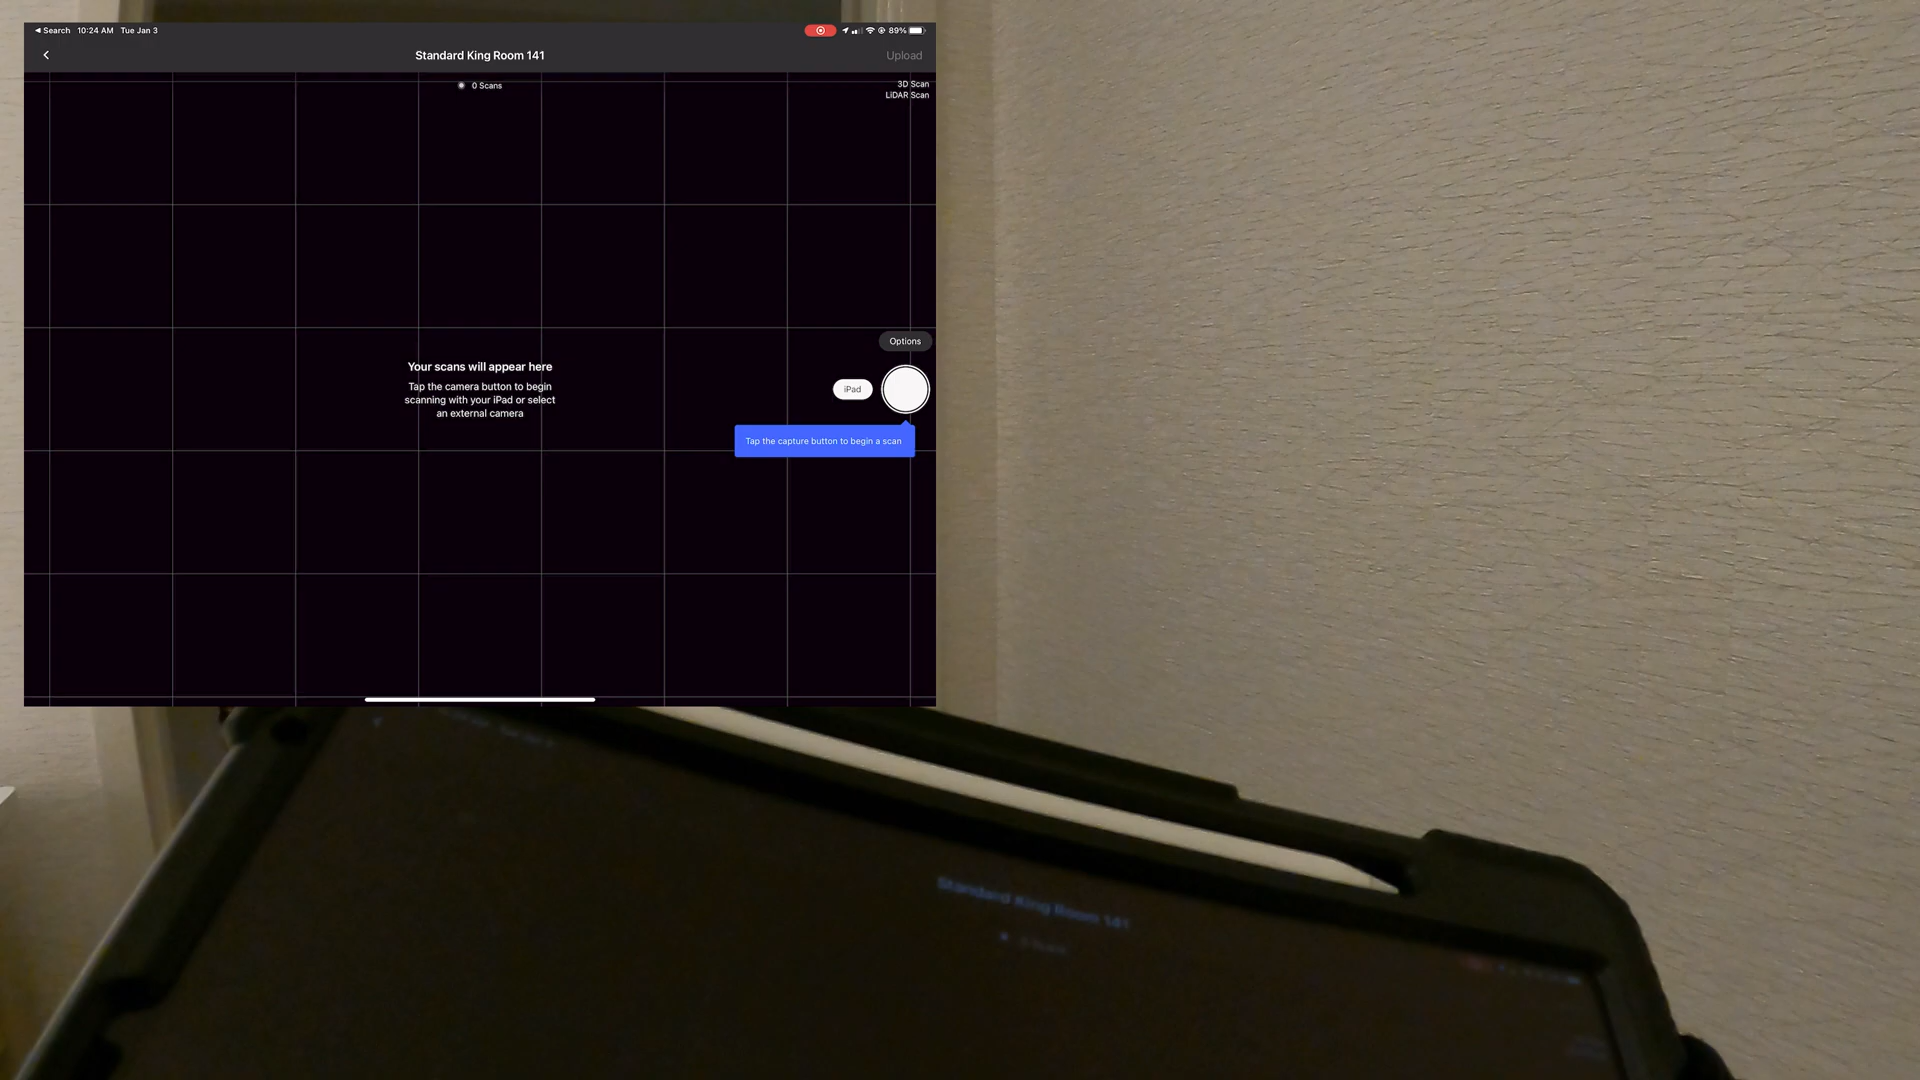 Search 10:24 AM Tue Jan 3
89%
Standard King Room 141
Upload
0 Scans
3D Scan
LiDAR Scan
Options
Your scans will appear here
Tap the camera button to begin
scanning with your iPad or select
an external camera
iPad
Tap the capture button to begin a scan
Standard King Room 141